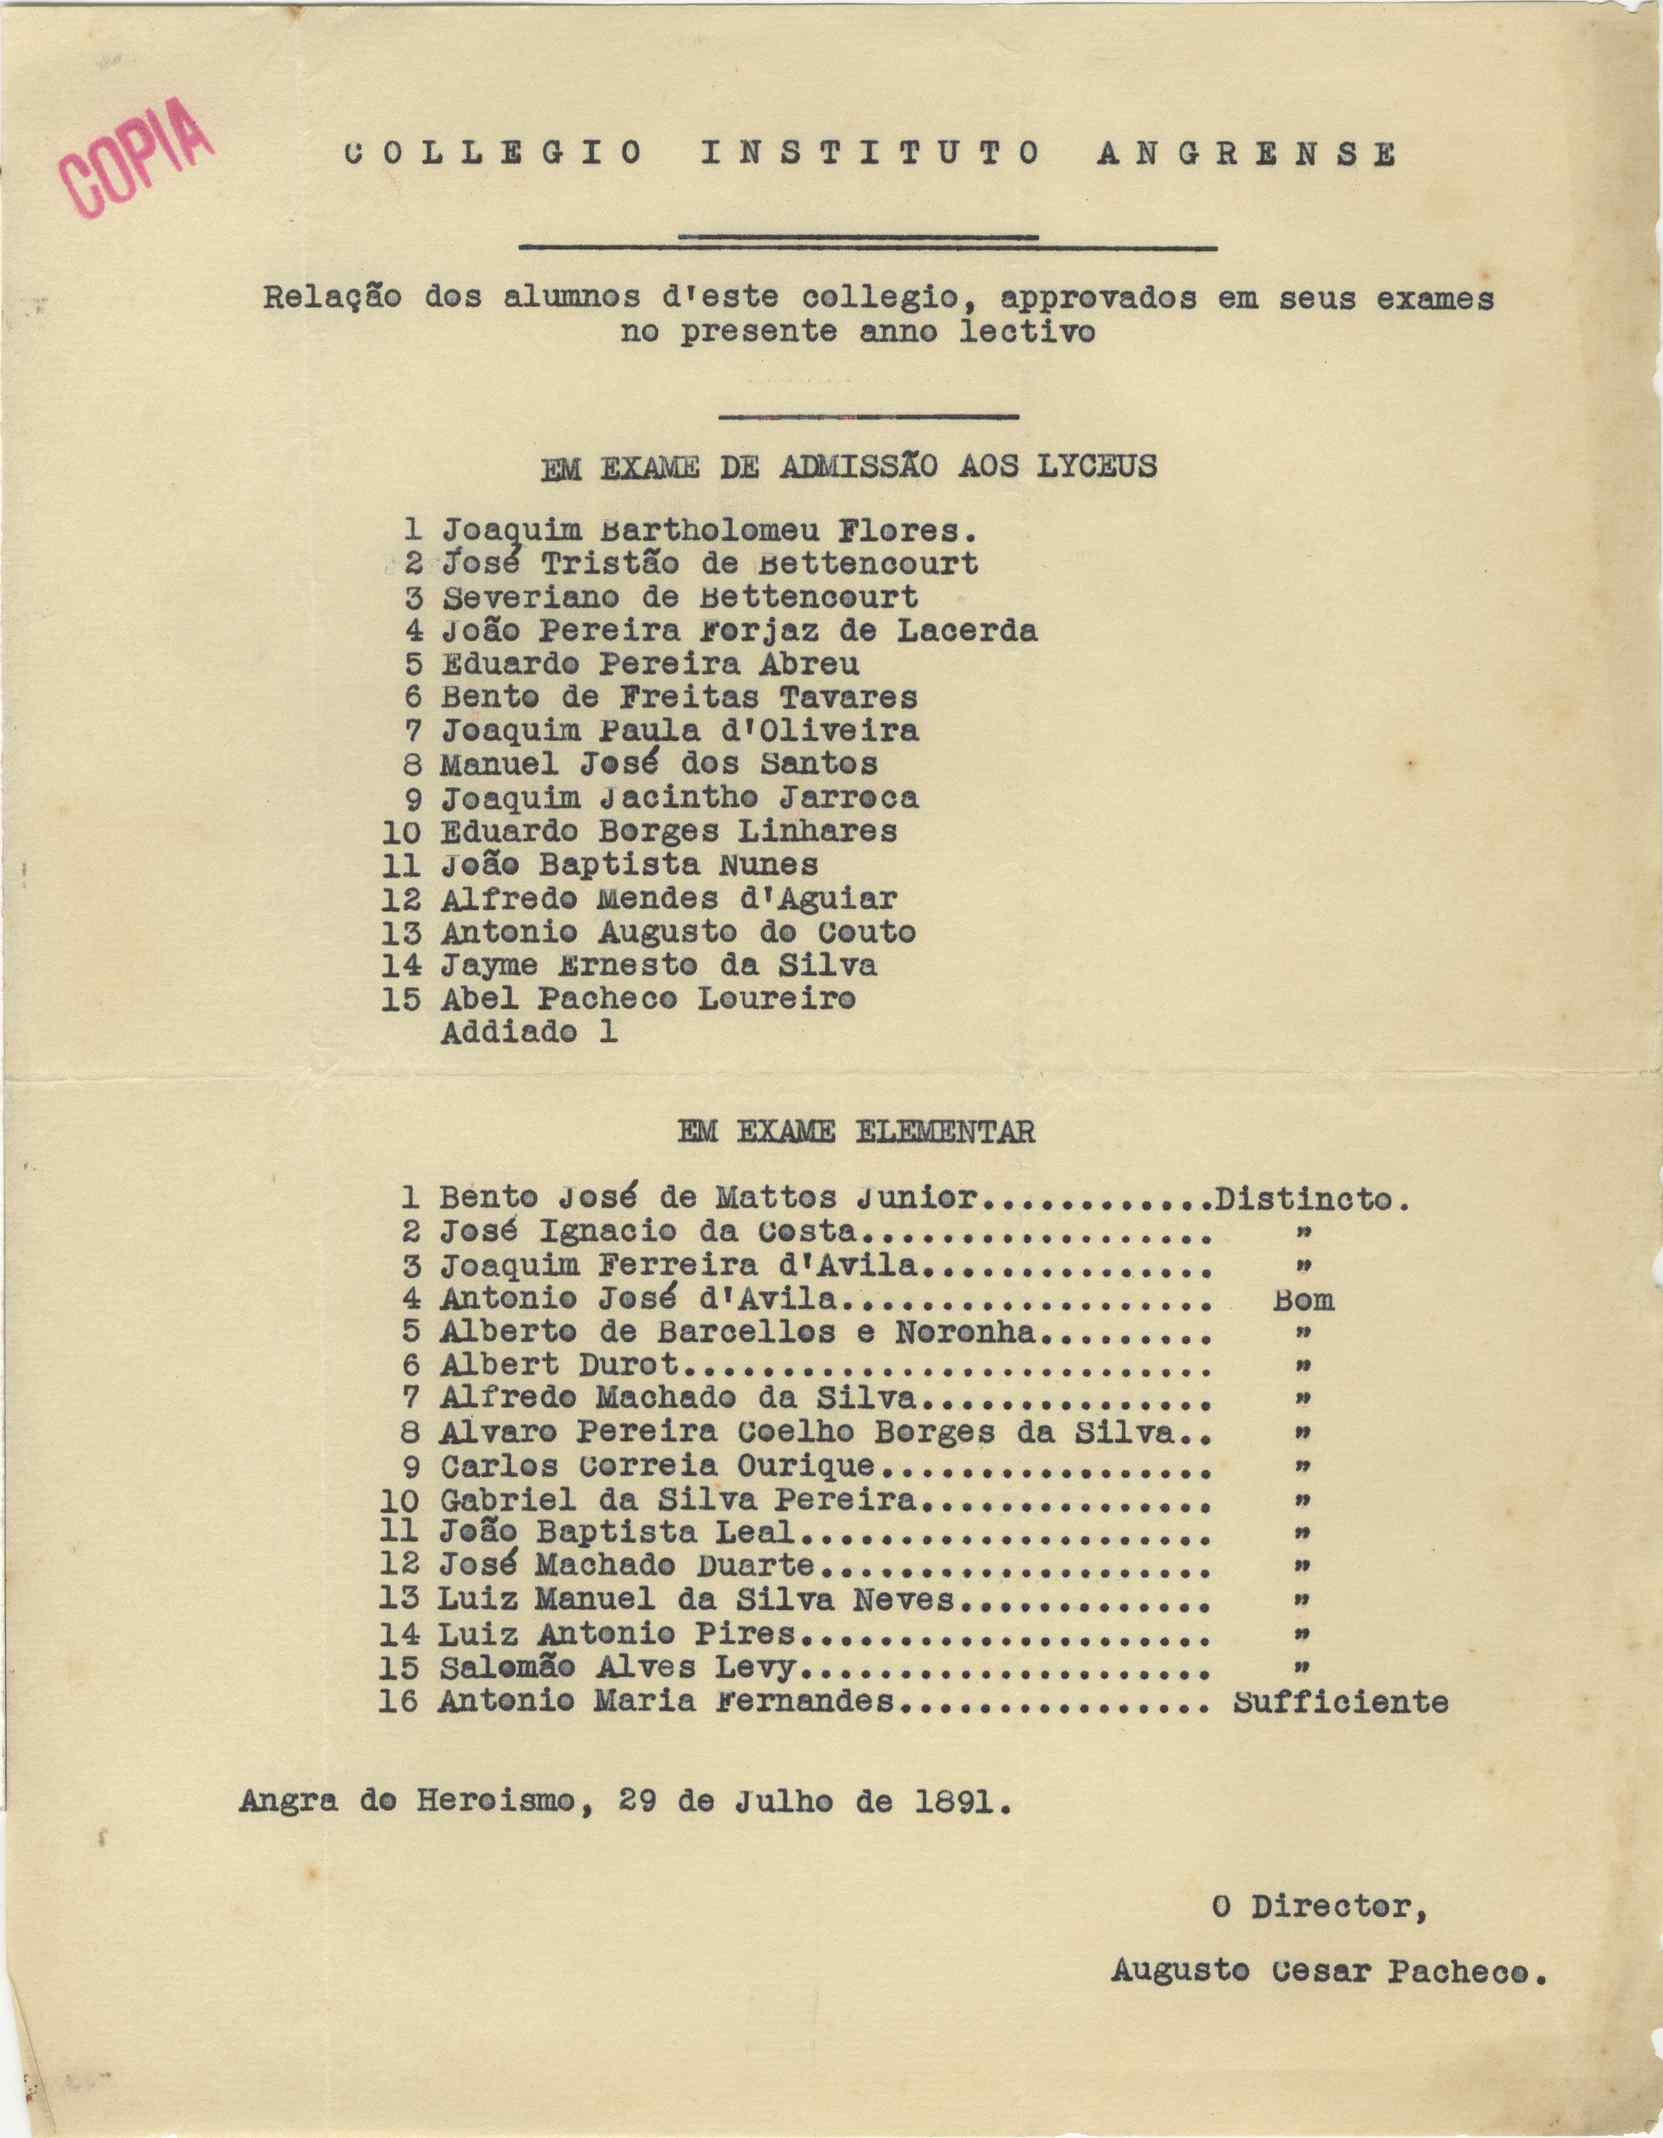 COPIA
COLLEGIO INSTITUTO ANGRENSE
Relação dos alumnos d'este collegio, approvados em seus exames
no presente anno lectivo
EM EXAME DE ADMISSÃO AOS LYCEUS
1 Joaquim Bartholomeu Flores.
2 José Tristão de Bettencourt
3 Severiano de Bettencourt
4 João Pereira Forjaz de Lacerda
5 Eduardo Pereira Abreu
6 Bento de Freitas Tavares
7 Joaquim Paula d'Oliveira
8 Manuel José dos Santos
9 Joaquim Jacintho Jarroca
10 Eduardo Borges Linhares
11 João Baptista Nunes
12 Alfredo Mendes d'Aguiar
13 Antonio Augusto do Couto
14 Jayme Ernesto da Silva
15 Abel Pacheco Loureiro
Addiado 1
EM EXAME ELEMENTAR
1 Bento José de Mattos Junior............Distincto.
2 José Ignacio da Costa.................. "
3 Joaquim Ferreira d'Avila............... "
4 Antonio José d'Avila................... Bom
5 Alberto de Barcellos e Noronha......... "
6 Albert Durot........................... "
7 Alfredo Machado da Silva............... "
8 Alvaro Pereira Coelho Borges da Silva.. "
9 Carlos Correia Ourique................. "
10 Gabriel da Silva Pereira............... "
11 João Baptista Leal..................... "
12 José Machado Duarte.................... "
13 Luiz Manuel da Silva Neves............. "
14 Luiz Antonio Pires..................... "
15 Salomão Alves Levy..................... "
16 Antonio Maria Fernandes................ Sufficiente
Angra do Heroismo, 29 de Julho de 1891.
O Director,
Augusto Cesar Pacheco.